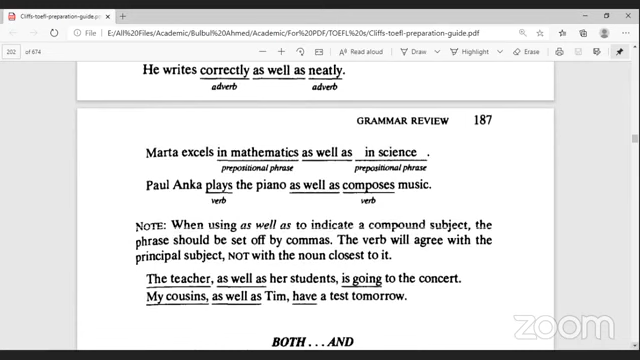 Cliffs-toefl-preparation-guide.pdf
File | E:/All%20Files/Academic/Bulbul%20Ahmed/Academic/For%20PDF/TOEFL%20s/Cliffs-toefl-preparation-guide.pdf
202 of 674 Read aloud Draw Highlight Erase
He writes correctly as well as neatly.
adverb adverb
GRAMMAR REVIEW 187
Marta excels in mathematics as well as in science.
prepositional phrase prepositional phrase
Paul Anka plays the piano as well as composes music.
verb verb
NOTE: When using as well as to indicate a compound subject, the
phrase should be set off by commas. The verb will agree with the
principal subject, NOT with the noun closest to it.
The teacher, as well as her students, is going to the concert.
My cousins, as well as Tim, have a test tomorrow.
BOTH . . . AND
zoom